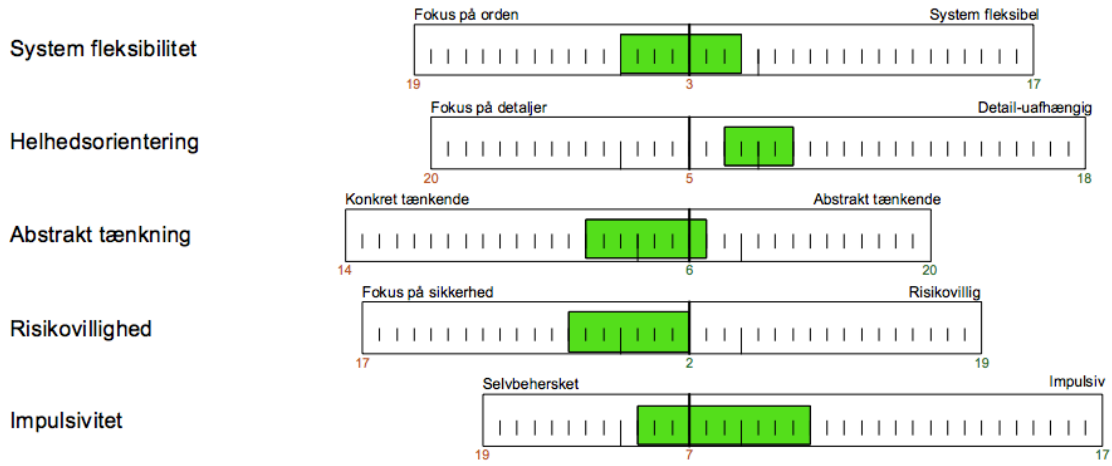 Fokus på orden System fleksibel
System fleksibilitet
19 3 17
Fokus på detaljer Detail-uafhængig
Helhedsorientering
20 5 18
Konkret tænkende Abstrakt tænkende
Abstrakt tænkning
14 6 20
Fokus på sikkerhed Risikovillig
Risikovillighed
17 2 19
Selvbehersket Impulsiv
Impulsivitet
19 7 17